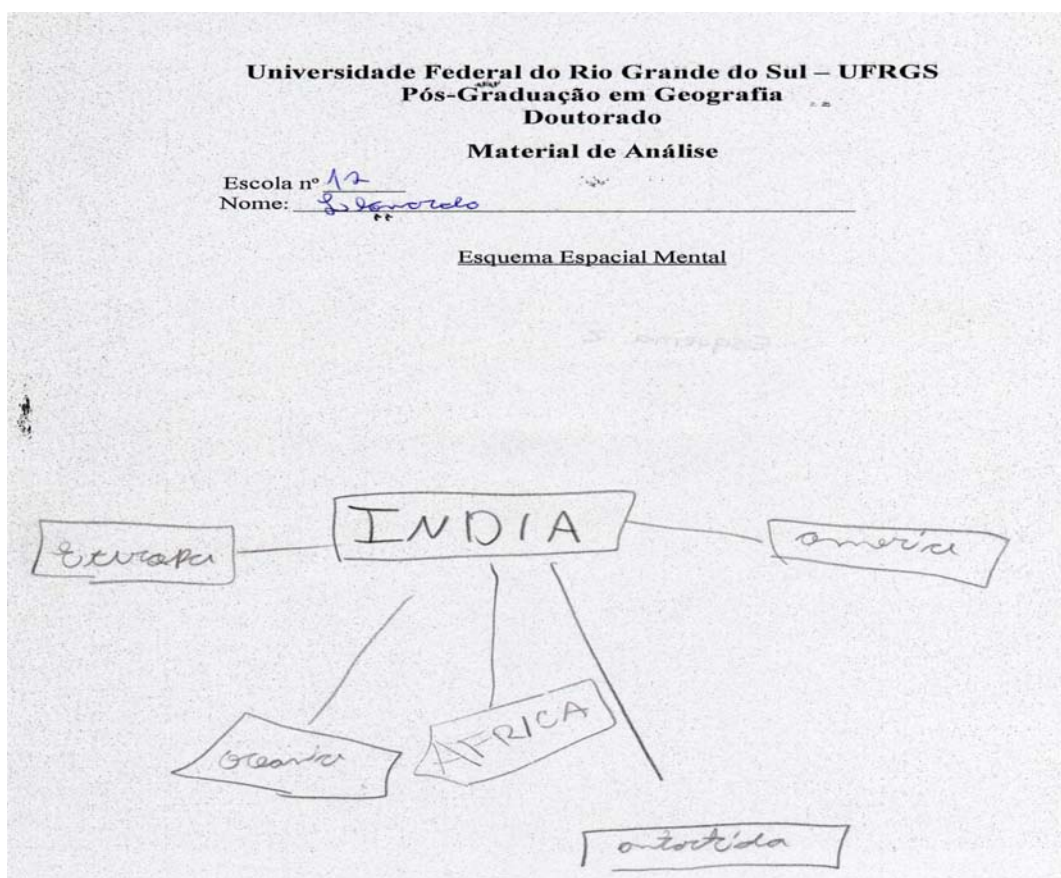 Universidade Federal do Rio Grande do Sul – UFRGS
Pós-Graduação em Geografia
Doutorado
Material de Análise
Escola nº 12
Nome: Leonardo
Esquema Espacial Mental
INDIA
Europa
america
oceania
AFRICA
antartida